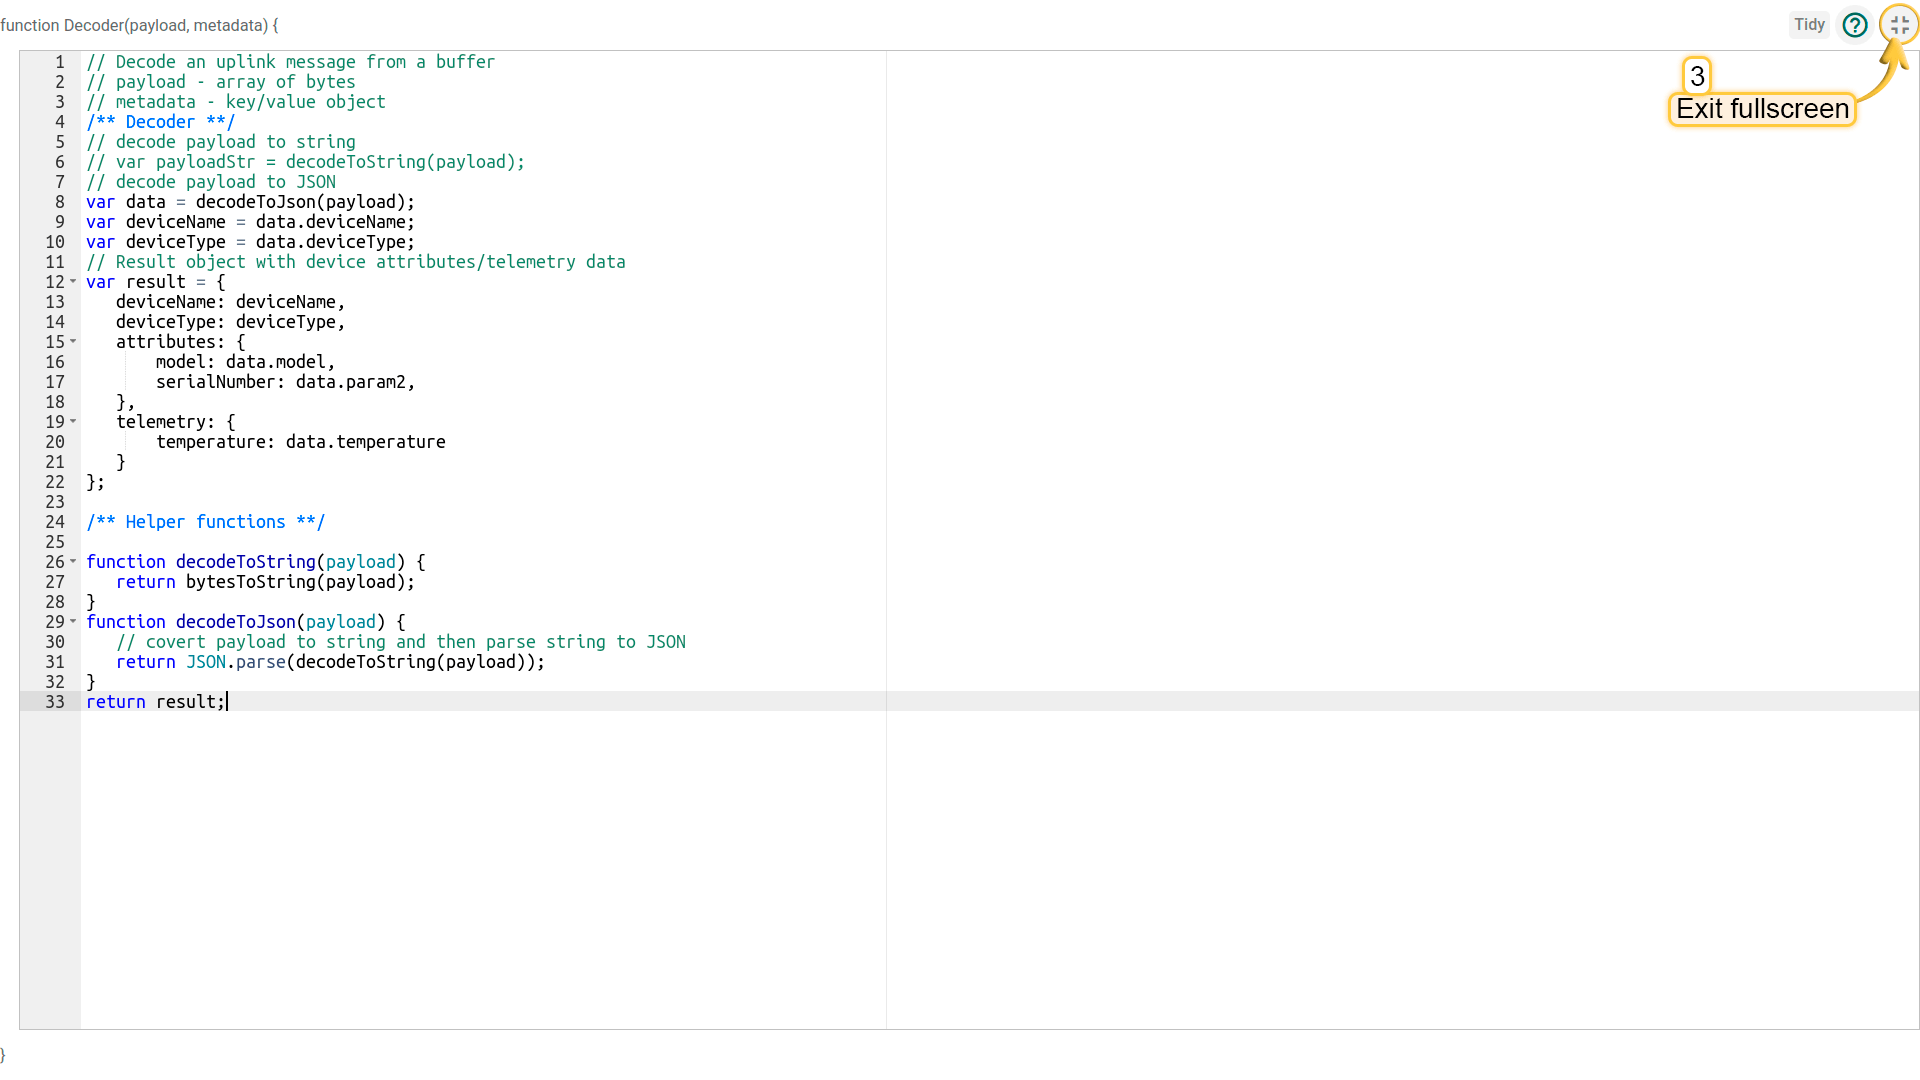 function Decoder(payload, metadata) {
Tidy
3
Exit fullscreen
1 // Decode an uplink message from a buffer
2 // payload - array of bytes
3 // metadata - key/value object
4 /** Decoder **/
5 // decode payload to string
6 // var payloadStr = decodeToString(payload);
7 // decode payload to JSON
8 var data = decodeToJson(payload);
9 var deviceName = data.deviceName;
10 var deviceType = data.deviceType;
11 // Result object with device attributes/telemetry data
12 var result = {
13    deviceName: deviceName,
14    deviceType: deviceType,
15    attributes: {
16        model: data.model,
17        serialNumber: data.param2,
18    },
19    telemetry: {
20        temperature: data.temperature
21    }
22 };
23
24 /** Helper functions **/
25
26 function decodeToString(payload) {
27    return bytesToString(payload);
28 }
29 function decodeToJson(payload) {
30    // covert payload to string and then parse string to JSON
31    return JSON.parse(decodeToString(payload));
32 }
33 return result;
}